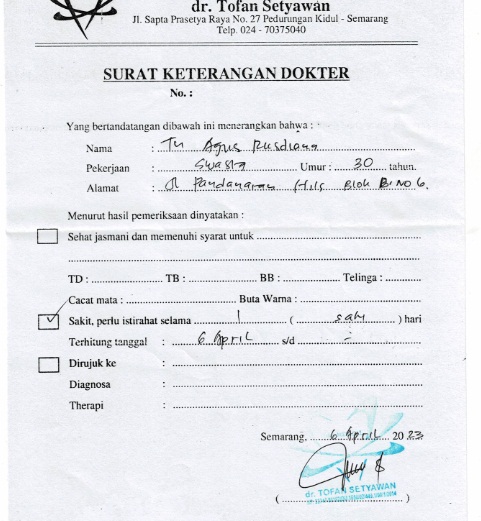 dr. Tofan Setyawan
Jl. Sapta Prasetya Raya No. 27 Pedurungan Kidul - Semarang
Telp. 024 - 70375040
SURAT KETERANGAN DOKTER
No. :
Yang bertandatangan dibawah ini menerangkan bahwa :
Nama : Tn Agus Rusdiana
Pekerjaan : Swasta Umur : 30 tahun.
Alamat : Jl Pandanaran Hills Blok B NO 6.
Menurut hasil pemeriksaan dinyatakan :
Sehat jasmani dan memenuhi syarat untuk
TD : TB : BB : Telinga :
Cacat mata : Buta Warna :
Sakit, perlu istirahat selama 1 ( satu ) hari
Terhitung tanggal : 6 April s/d -
Dirujuk ke :
Diagnosa :
Therapi :
Semarang, 6 April 2023
dr. TOFAN SETYAWAN
( )